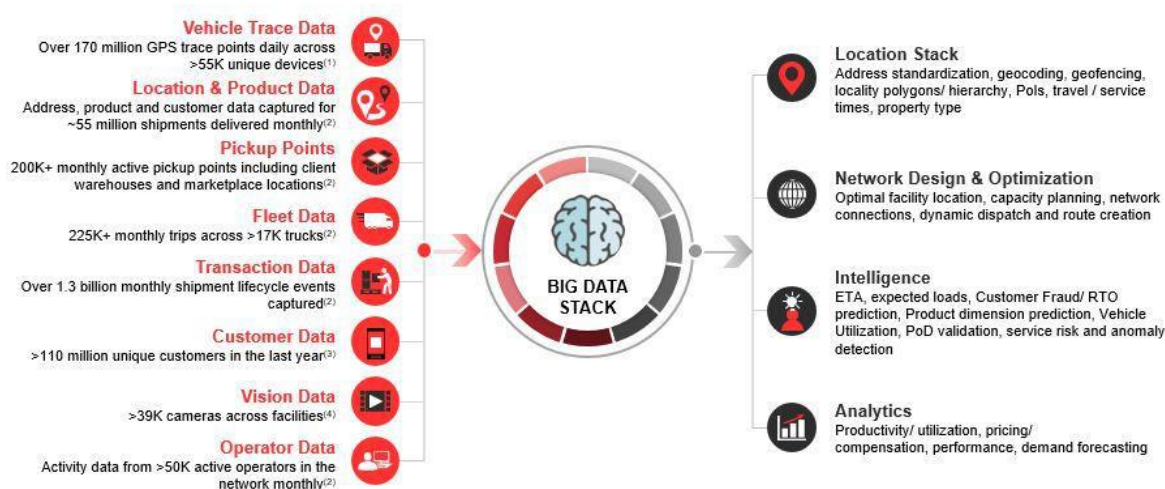 Vehicle Trace Data
Over 170 million GPS trace points daily across
>55K unique devices(1)
Location & Product Data
Address, product and customer data captured for
~55 million shipments delivered monthly(2)
Pickup Points
200K+ monthly active pickup points including client
warehouses and marketplace locations(2)
Fleet Data
225K+ monthly trips across >17K trucks(2)
Transaction Data
Over 1.3 billion monthly shipment lifecycle events
captured(2)
Customer Data
>110 million unique customers in the last year(3)
Vision Data
>39K cameras across facilities(4)
Operator Data
Activity data from >50K active operators in the
network monthly(2)
BIG DATA
STACK
Location Stack
Address standardization, geocoding, geofencing,
locality polygons/ hierarchy, PoIs, travel / service
times, property type
Network Design & Optimization
Optimal facility location, capacity planning, network
connections, dynamic dispatch and route creation
Intelligence
ETA, expected loads, Customer Fraud/ RTO
prediction, Product dimension prediction, Vehicle
Utilization, PoD validation, service risk and anomaly
detection
Analytics
Productivity/ utilization, pricing/
compensation, performance, demand forecasting